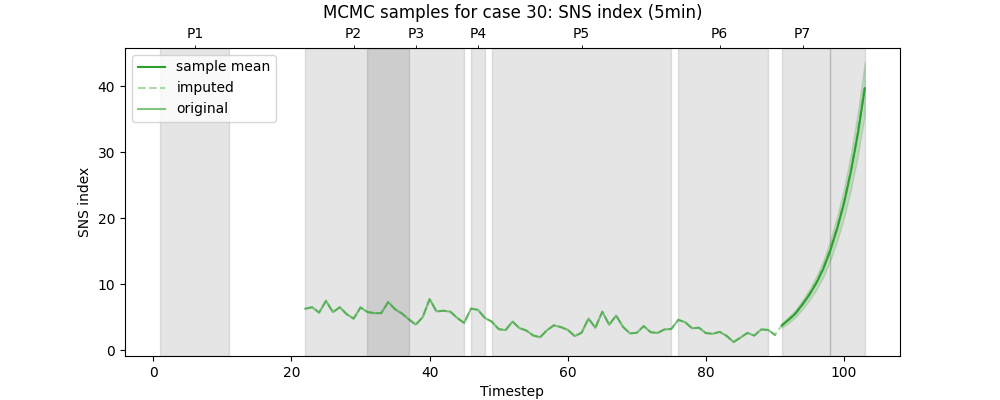 MCMC samples for case 30: SNS index (5min)
P1 P2 P3 P4 P5 P6 P7
sample mean
imputed
original
SNS index
40
30
20
10
0
0 20 40 60 80 100
Timestep